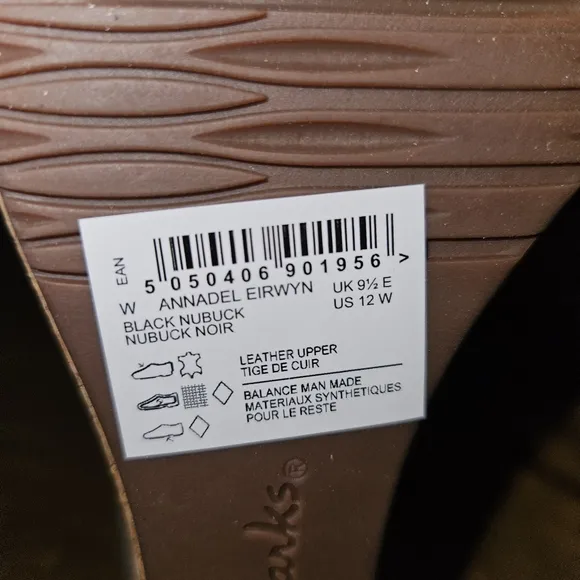 EAN
5 050406 901956 >
W ANNADEL EIRWYN UK 9½ E
BLACK NUBUCK US 12 W
NUBUCK NOIR
LEATHER UPPER
TIGE DE CUIR
BALANCE MAN MADE
MATERIAUX SYNTHETIQUES
POUR LE RESTE
arks®